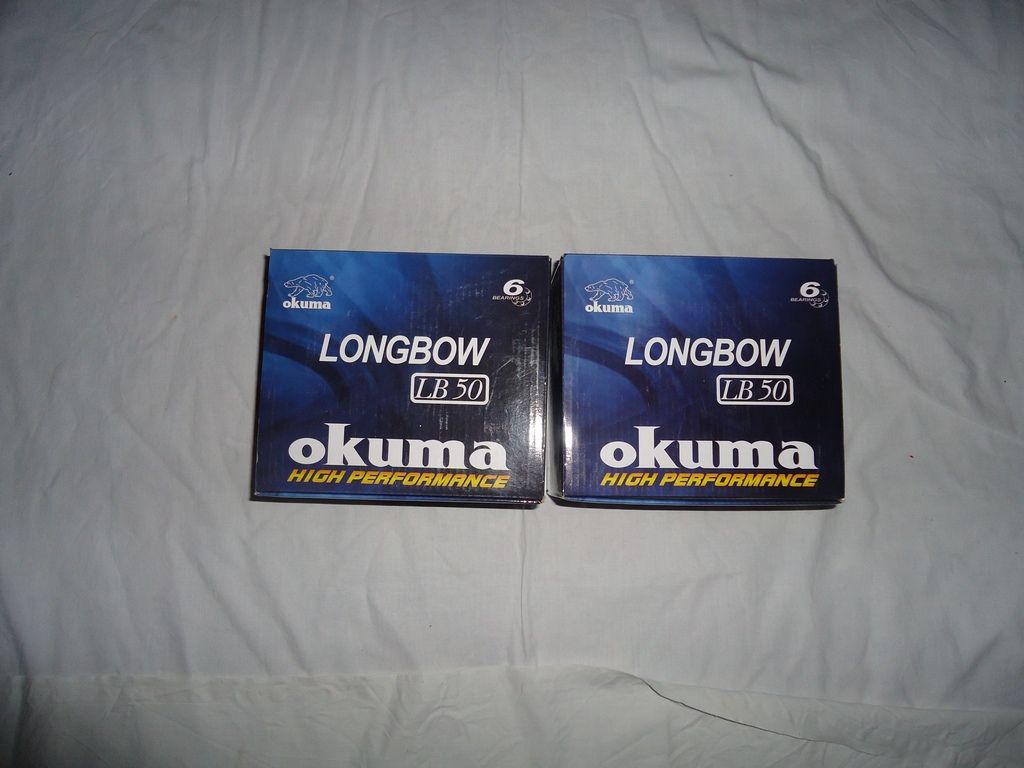 okuma
6
BEARINGS
LONGBOW
LB 50
okuma
HIGH PERFORMANCE
okuma
6
BEARINGS
LONGBOW
LB 50
okuma
HIGH PERFORMANCE